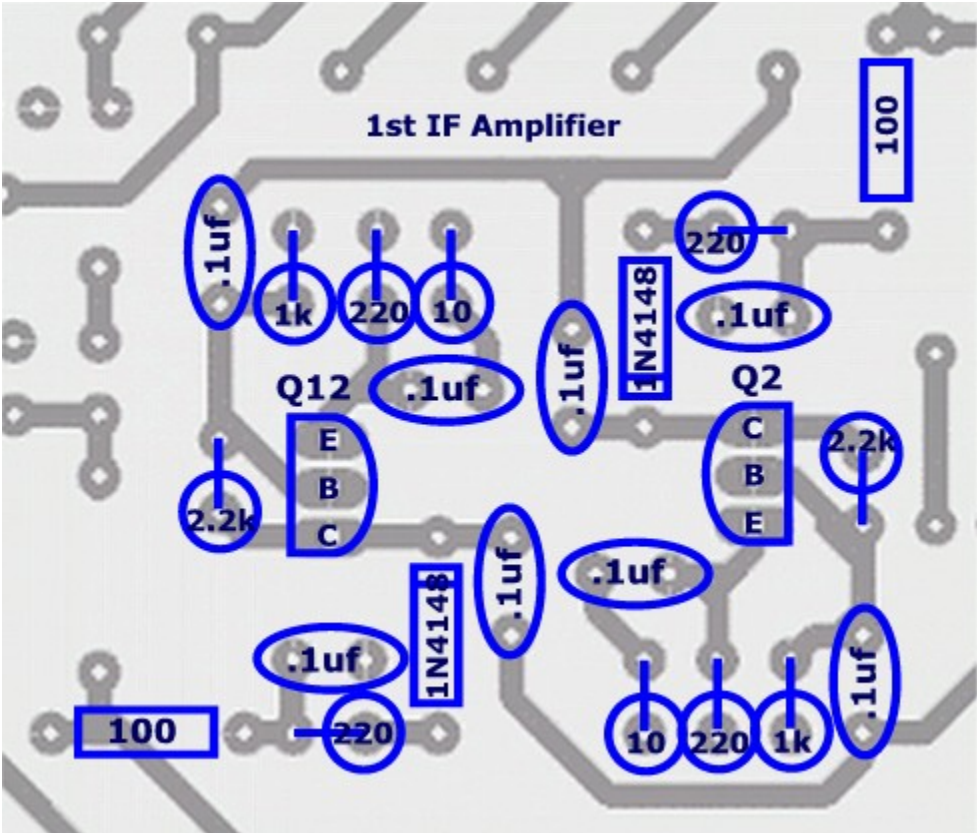 1st IF Amplifier
100
.1uf
220
1k
220
10
1N4148
.1uf
.1uf
Q12
.1uf
Q2
E
C
2.2k
B
B
2.2k
C
E
.1uf
.1uf
1N4148
.1uf
.1uf
100
220
10
220
1k